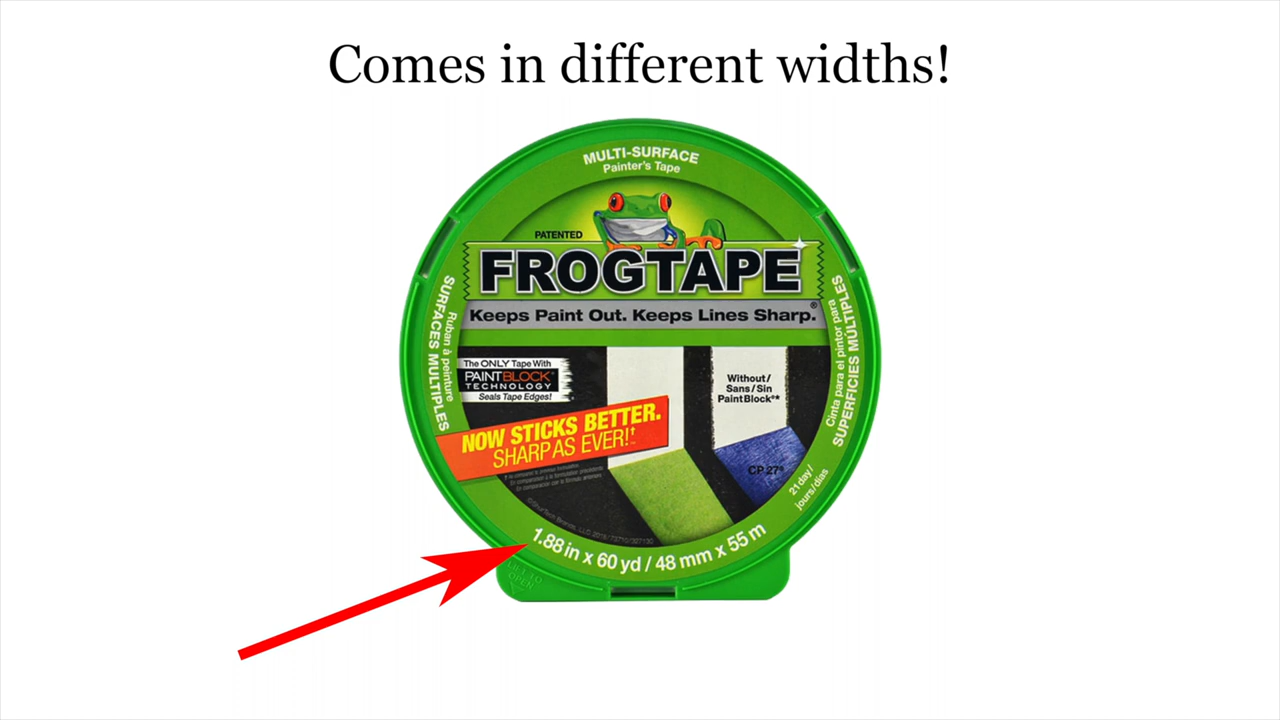 Comes in different widths!
MULTI-SURFACE
Painter's Tape
PATENTED
FROGTAPE
Keeps Paint Out. Keeps Lines Sharp.®
SURFACES MULTIPLES
Ruban à peinture
Cinta para el pintor para
SUPERFICIES MÚLTIPLES
The ONLY Tape With
PAINTBLOCK®
TECHNOLOGY
Seals Tape Edges!
Without/
Sans/Sin
PaintBlock®*
NOW STICKS BETTER.
SHARP AS EVER!†
CP 27®
21 day/
jours/días
1.88 in x 60 yd / 48 mm x 55 m
OPEN